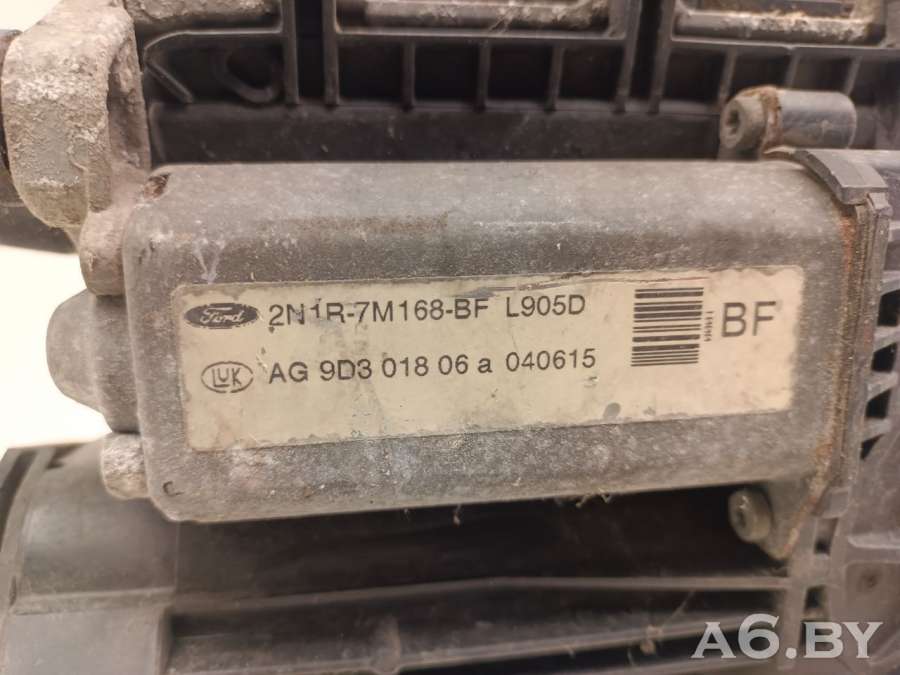 Ford 2N1R-7M168-BF L905D
LUK AG 9D3 018 06 a 040615
BF
A6.BY